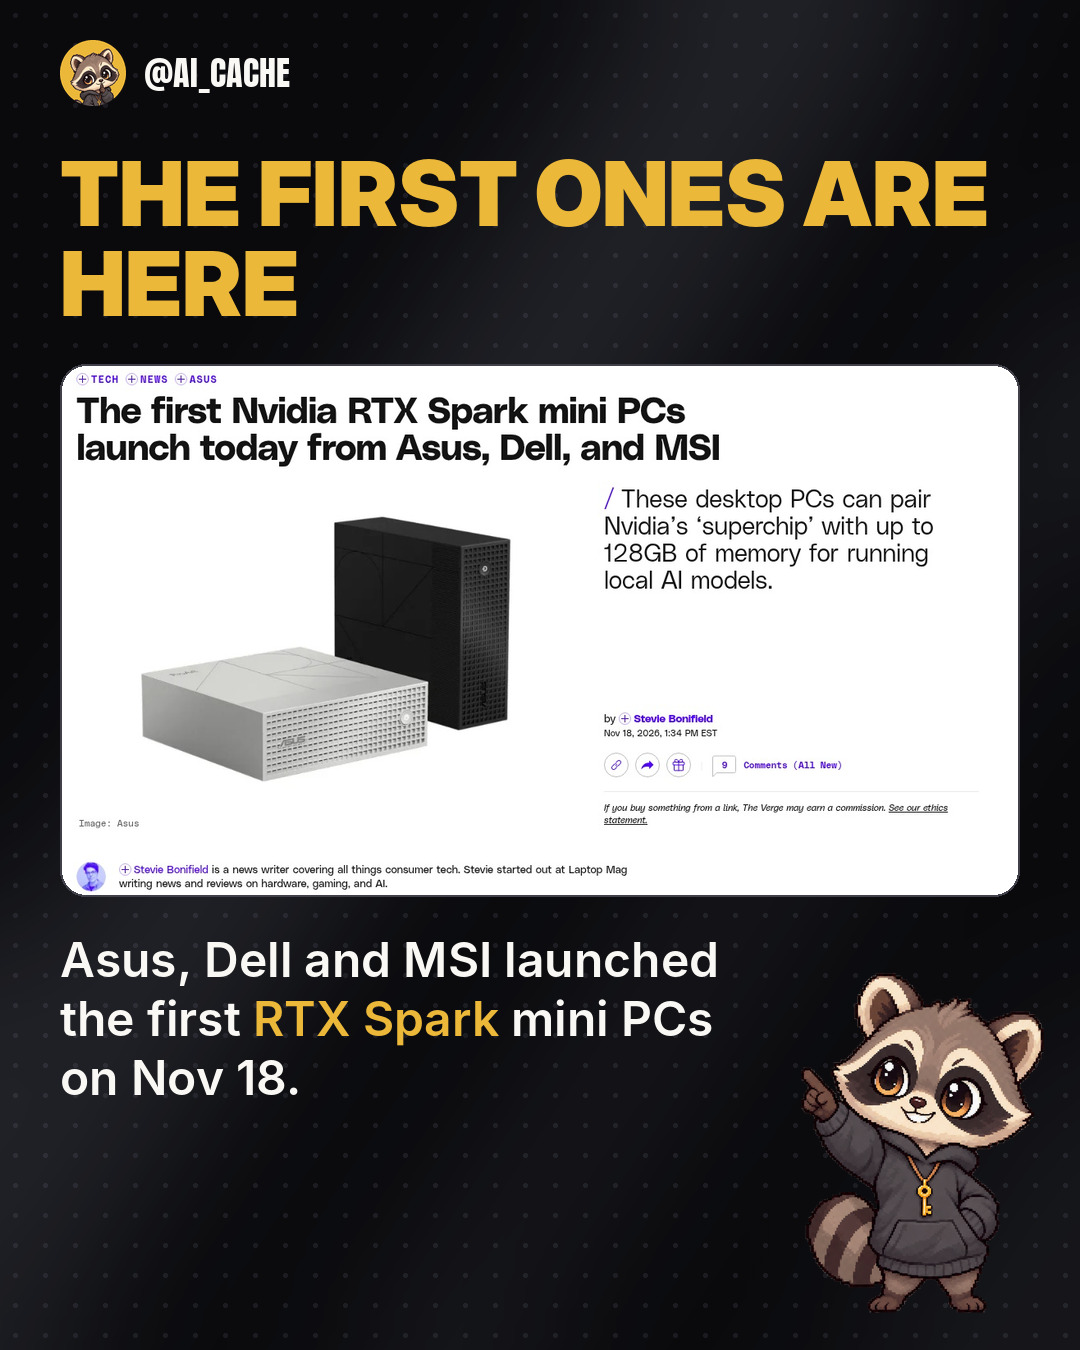 @AI_CACHE
THE FIRST ONES ARE
HERE
TECH NEWS ASUS
The first Nvidia RTX Spark mini PCs
launch today from Asus, Dell, and MSI
/ These desktop PCs can pair
Nvidia’s ‘superchip’ with up to
128GB of memory for running
local AI models.
ASUS
ASUS
by Stevie Bonifield
Nov 18, 2026, 1:34 PM EST
9 Comments (All New)
If you buy something from a link, The Verge may earn a commission. See our ethics
statement.
Image: Asus
Stevie Bonifield is a news writer covering all things consumer tech. Stevie started out at Laptop Mag
writing news and reviews on hardware, gaming, and AI.
Asus, Dell and MSI launched
the first RTX Spark mini PCs
on Nov 18.